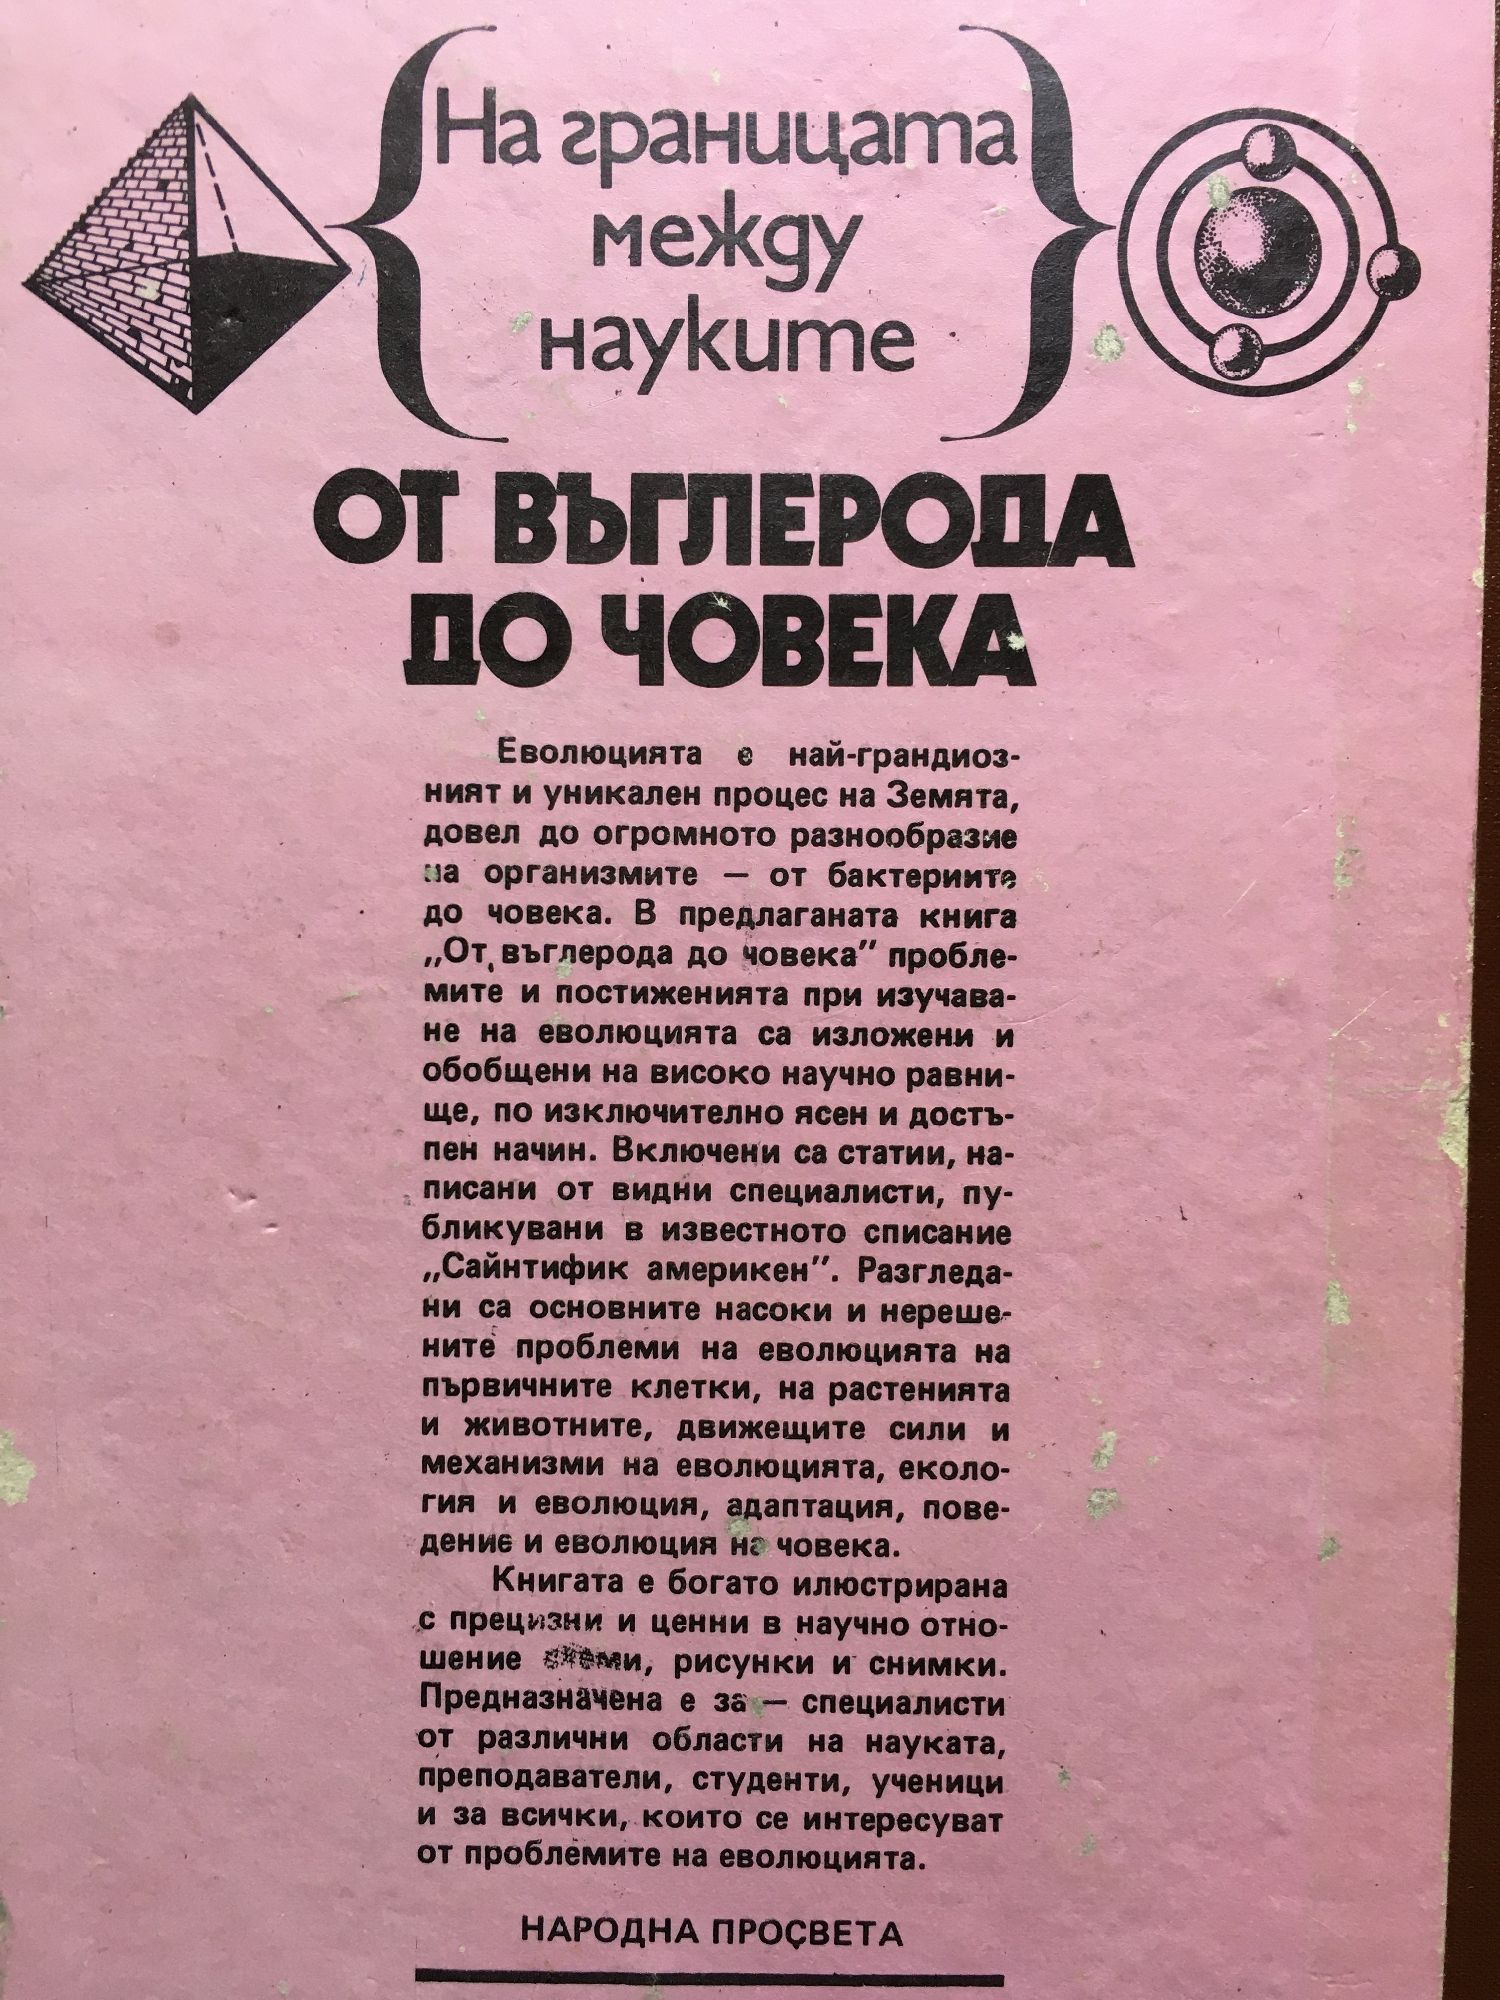 На границата
между
науките
ОТ ВЪГЛЕРОДА
ДО ЧОВЕКА
Еволюцията е най-грандиоз-
ният и уникален процес на Земята,
довел до огромното разнообразие
на организмите — от бактериите
до човека. В предлаганата книга
„От въглерода до човека” пробле-
мите и постиженията при изучава-
не на еволюцията са изложени и
обобщени на високо научно равни-
ще, по изключително ясен и достъ-
пен начин. Включени са статии, на-
писани от видни специалисти, пу-
бликувани в известното списание
„Сайнтифик америкен”. Разгледа-
ни са основните насоки и нереше-
ните проблеми на еволюцията на
първичните клетки, на растенията
и животните, движещите сили и
механизми на еволюцията, еколо-
гия и еволюция, адаптация, пове-
дение и еволюция на човека.
Книгата е богато илюстрирана
с прецизни и ценни в научно отно-
шение схеми, рисунки и снимки.
Предназначена е за — специалисти
от различни области на науката,
преподаватели, студенти, ученици
и за всички, които се интересуват
от проблемите на еволюцията.
НАРОДНА ПРОСВЕТА